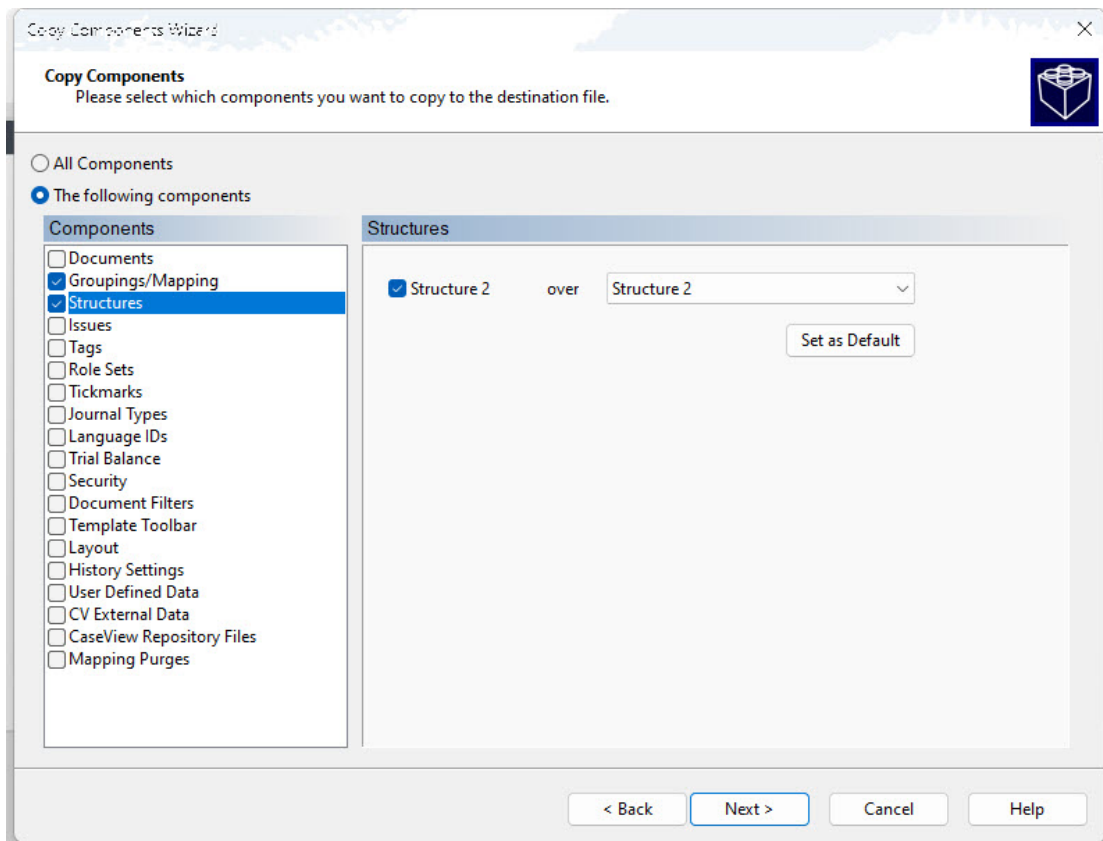 Copy Components Wizard
Copy Components
Please select which components you want to copy to the destination file.
All Components
The following components
Components
Documents
Groupings/Mapping
Structures
Issues
Tags
Role Sets
Tickmarks
Journal Types
Language IDs
Trial Balance
Security
Document Filters
Template Toolbar
Layout
History Settings
User Defined Data
CV External Data
CaseView Repository Files
Mapping Purges
Structures
Structure 2 over Structure 2
Set as Default
< Back Next > Cancel Help